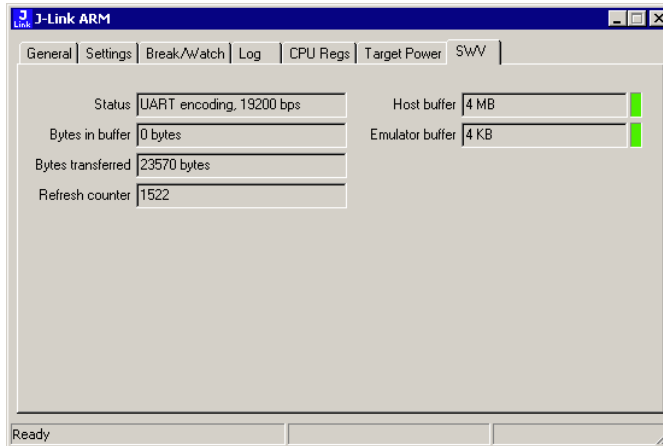 J Link J-Link ARM
General Settings Break/Watch Log CPU Regs Target Power SWV
Status UART encoding, 19200 bps Host buffer 4 MB
Bytes in buffer 0 bytes Emulator buffer 4 KB
Bytes transferred 23570 bytes
Refresh counter 1522
Ready